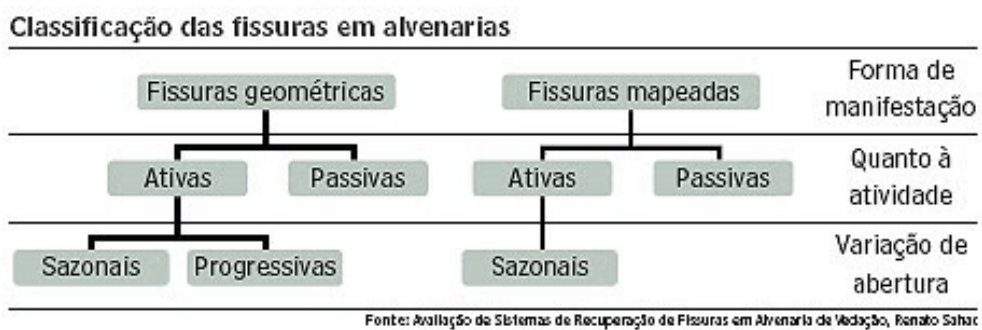 Classificação das fissuras em alvenarias
Fissuras geométricas
Fissuras mapeadas
Forma de
manifestação
Ativas
Passivas
Ativas
Passivas
Quanto à
atividade
Sazonais
Progressivas
Sazonais
Variação de
abertura
Fonte: Avaliação de Sistemas de Recuperação de Fissuras em Alvenaria de Vedação, Renato Sahac